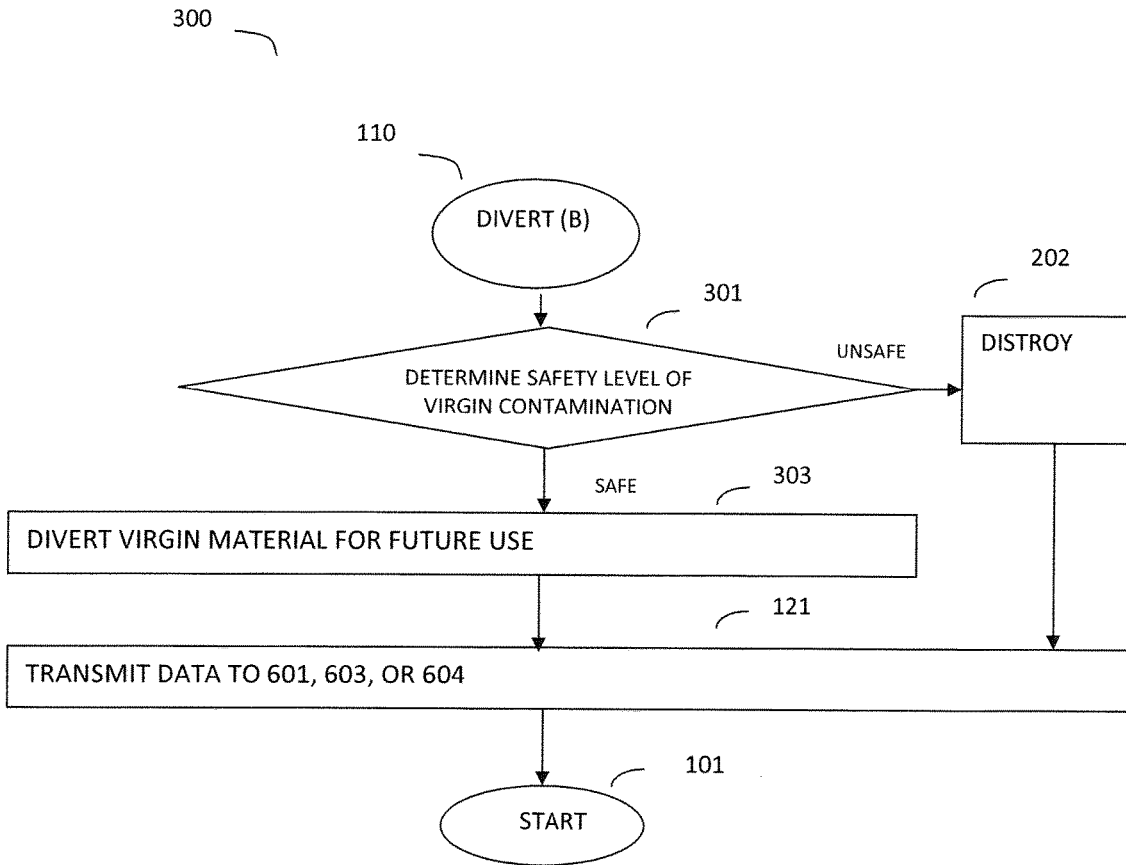 300
110
DIVERT (B)
301
202
UNSAFE
DISTROY
DETERMINE SAFETY LEVEL OF
VIRGIN CONTAMINATION
SAFE
303
DIVERT VIRGIN MATERIAL FOR FUTURE USE
121
TRANSMIT DATA TO 601, 603, OR 604
101
START